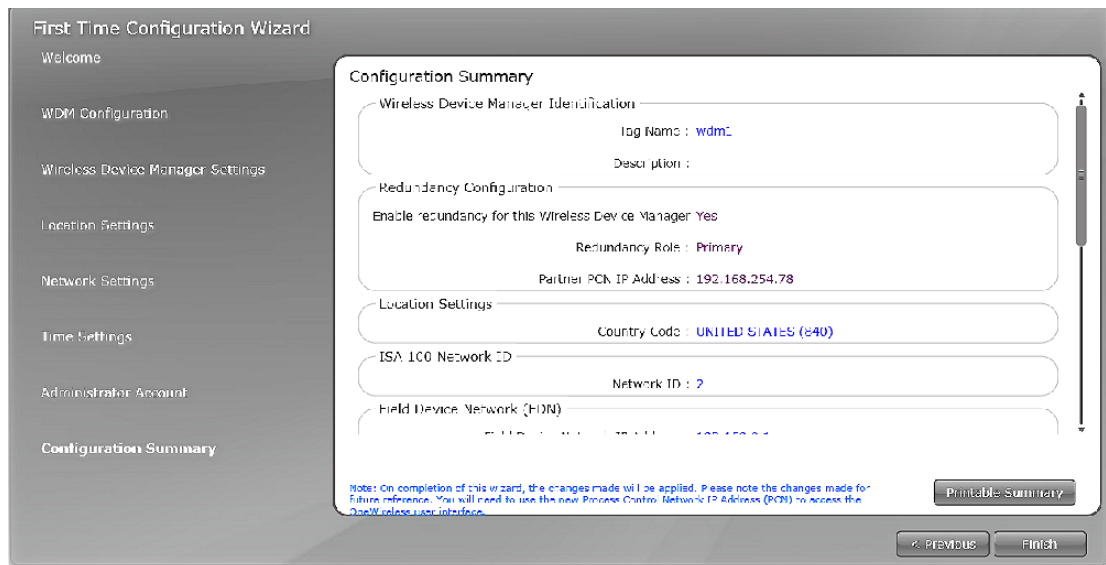 First Time Configuration Wizard
Welcome
WDM Configuration
Wireless Device Manager Settings
Location Settings
Network Settings
Time Settings
Administrator Account
Configuration Summary
Configuration Summary
Wireless Device Manager Identification
Tag Name : wdm1
Description :
Redundancy Configuration
Enable redundancy for this Wireless Device Manager Yes
Redundancy Role : Primary
Partner PCN IP Address : 192.168.254.78
Location Settings
Country Code : UNITED STATES (840)
ISA 100 Network ID
Network ID : 2
Field Device Network (FDN)
Note: On completion of this wizard, the changes made will be applied. Please note the changes made for
future reference. You will need to use the new Process Control Network IP Address (PCN) to access the
OneWireless user interface.
Printable Summary
< Previous
Finish